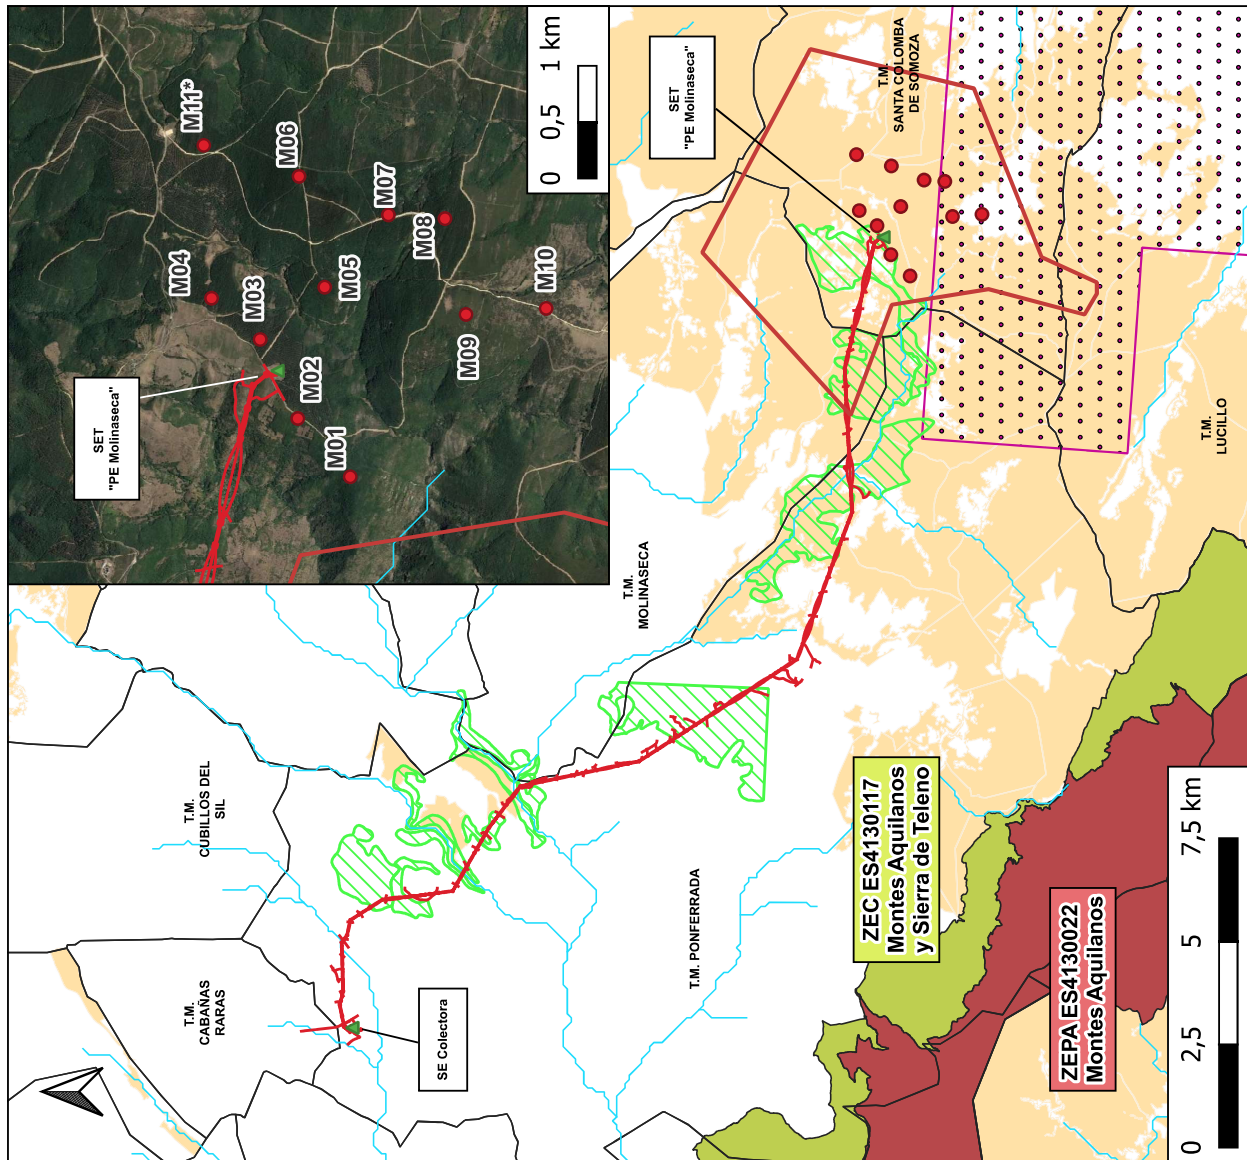 SET
"PE Molinaseca"
M01
M02
M03
M04
M05
M06
M07
M08
M09
M10
M11*
0 0,5 1 km
SET
"PE Molinaseca"
T.M.
SANTA COLOMBA
DE SOMOZA
T.M.
MOLINASECA
T.M.
LUCILLO
T.M.
CUBILLOS DEL
SIL
T.M.
CABAÑAS
RARAS
SE Colectora
T.M. PONFERRADA
ZEC ES4130117
Montes Aquilanos
y Sierra de Teleno
ZEPA ES4130022
Montes Aquilanos
0 2,5 5 7,5 km